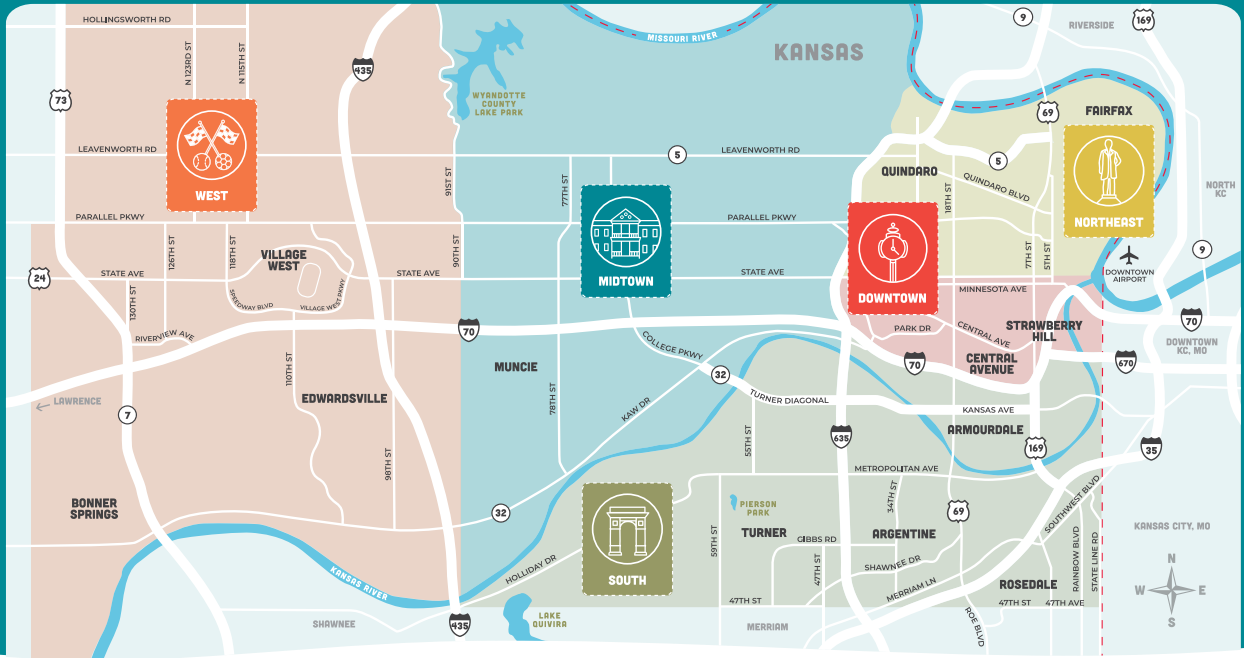 HOLLINGSWORTH RD
N 123RD ST
N 115TH ST
435
73
WYANDOTTE
COUNTY
LAKE PARK
MISSOURI RIVER
KANSAS
9
RIVERSIDE
169
69
FAIRFAX
LEAVENWORTH RD
5
LEAVENWORTH RD
5
WEST
91ST ST
77TH ST
QUINDARO
QUINDARO BLVD
18TH ST
NORTHEAST
NORTH
KC
PARALLEL PKWY
PARALLEL PKWY
126TH ST
118TH ST
VILLAGE
WEST
90TH ST
MIDTOWN
DOWNTOWN
7TH ST
5TH ST
9
DOWNTOWN
AIRPORT
24
STATE AVE
STATE AVE
STATE AVE
130TH ST
SPEEDWAY BLVD
VILLAGE WEST PKWY
MINNESOTA AVE
RIVERVIEW AVE
70
COLLEGE PKWY
PARK DR
CENTRAL AVE
STRAWBERRY
HILL
70
DOWNTOWN
KC, MO
110TH ST
MUNCIE
32
70
CENTRAL
AVENUE
670
LAWRENCE
7
EDWARDSVILLE
78TH ST
KAW DR
TURNER DIAGONAL
KANSAS AVE
ARMOURDALE
98TH ST
55TH ST
635
169
35
METROPOLITAN AVE
BONNER
SPRINGS
32
PIERSON
PARK
34TH ST
69
SOUTHWEST BLVD
59TH ST
TURNER
GIBBS RD
ARGENTINE
KANSAS CITY, MO
SOUTH
HOLLIDAY DR
47TH ST
SHAWNEE DR
MERRIAM LN
ROSEDALE
RAINBOW BLVD
STATE LINE RD
KANSAS RIVER
47TH ST
47TH ST
47TH AVE
SHAWNEE
435
LAKE
QUIVIRA
MERRIAM
ROE BLVD
N
W
E
S